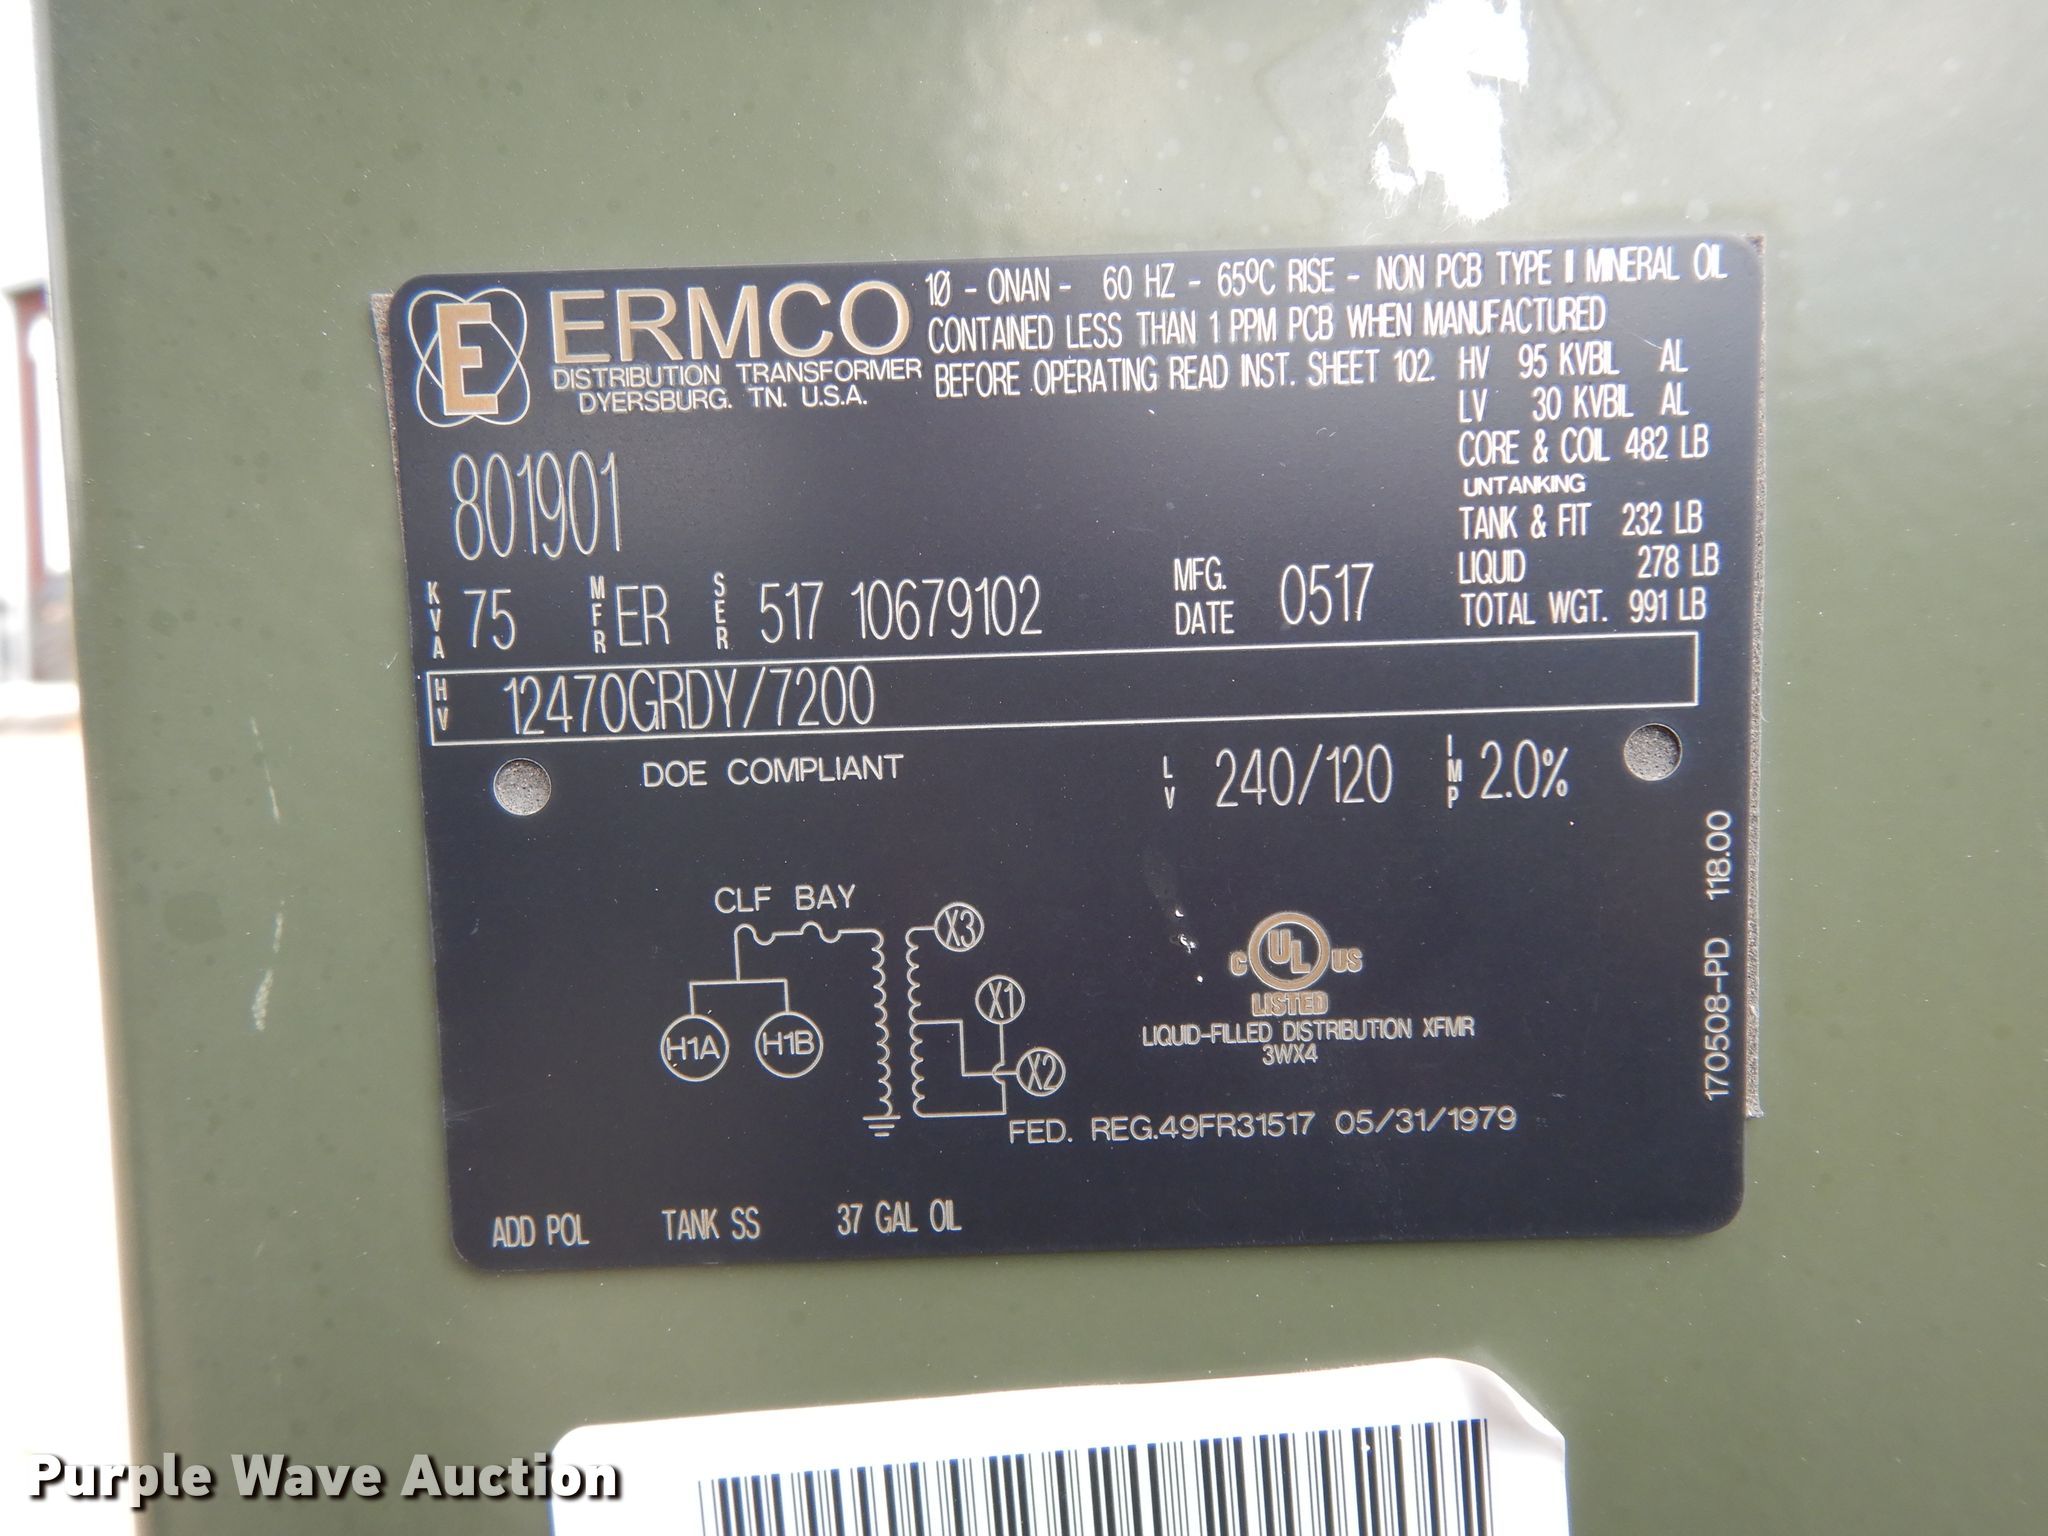 E ERMCO
DISTRIBUTION TRANSFORMER
DYERSBURG. TN. U.S.A.
1Ø - ONAN - 60 HZ - 65ºC RISE - NON PCB TYPE II MINERAL OIL
CONTAINED LESS THAN 1 PPM PCB WHEN MANUFACTURED
BEFORE OPERATING READ INST. SHEET 102.
HV 95 KVBIL AL
LV 30 KVBIL AL
CORE & COIL 482 LB
UNTANKING
TANK & FIT 232 LB
LIQUID 278 LB
TOTAL WGT. 991 LB
801901
KVA 75 MFR ER SER 517 10679102 MFG. DATE 0517
HV 12470GRDY/7200
DOE COMPLIANT LV 240/120 IMP 2.0%
CLF BAY
X3
X1
H1A H1B
X2
C UL US
LISTED
LIQUID-FILLED DISTRIBUTION XFMR
3WX4
FED. REG.49FR31517 05/31/1979
170508-PD 118.00
ADD POL TANK SS 37 GAL OIL
Purple Wave Auction